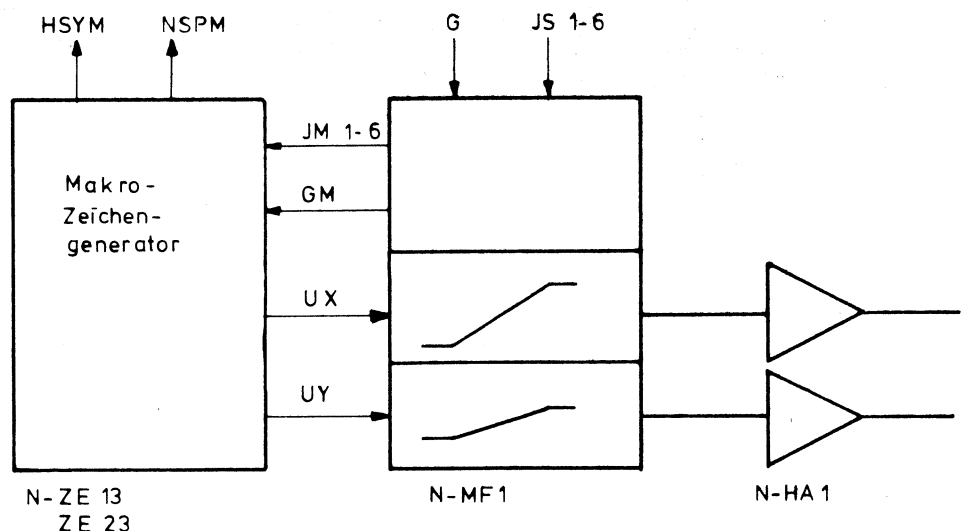 HSYM NSPM G JS 1-6
JM 1-6
GM
Makro-
Zeichen-
generator
UX
UY
N-ZE 13
ZE 23
N-MF1
N-HA1